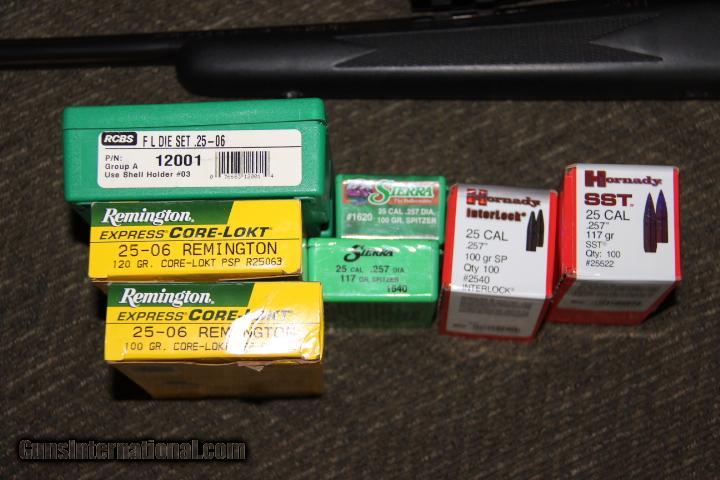 RCBS
F L DIE SET .25-06
P/N: 12001
Group A
Use Shell Holder #03
Remington
EXPRESS CORE-LOKT
25-06 REMINGTON
120 GR. CORE-LOKT PSP R25063
Remington
EXPRESS CORE-LOKT
25-06 REMINGTON
100 GR. CORE-LOKT
SIERRA
The Bulletsmiths
#1620
25 CAL .257 DIA.
100 GR. SPITZER
SIERRA
25 CAL .257 DIA
117 GR. SPITZER
1640
Hornady
InterLock
25 CAL
.257"
100 gr SP
Qty 100
#2540
INTERLOCK
Hornady
SST
25 CAL
.257"
117 gr
SST
Qty: 100
#25522
GunsInternational.com